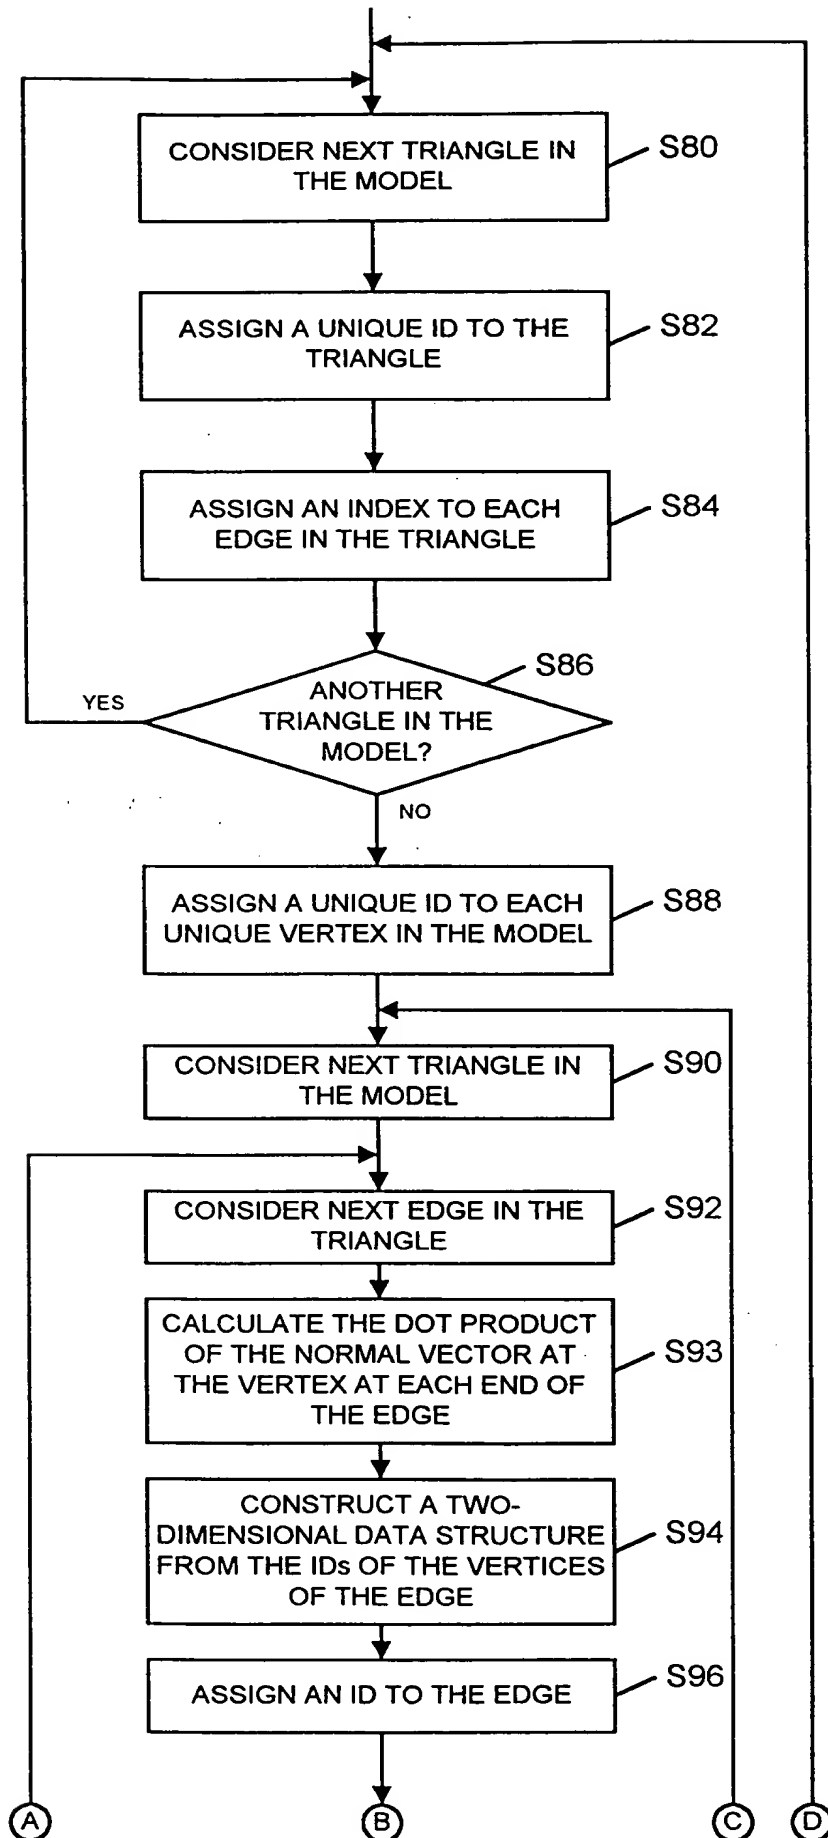 CONSIDER NEXT TRIANGLE IN
THE MODEL
S80
ASSIGN A UNIQUE ID TO THE
TRIANGLE
S82
ASSIGN AN INDEX TO EACH
EDGE IN THE TRIANGLE
S84
S86
ANOTHER
TRIANGLE IN THE
MODEL?
YES
NO
ASSIGN A UNIQUE ID TO EACH
UNIQUE VERTEX IN THE MODEL
S88
CONSIDER NEXT TRIANGLE IN
THE MODEL
S90
CONSIDER NEXT EDGE IN THE
TRIANGLE
S92
CALCULATE THE DOT PRODUCT
OF THE NORMAL VECTOR AT
THE VERTEX AT EACH END OF
THE EDGE
S93
CONSTRUCT A TWO-
DIMENSIONAL DATA STRUCTURE
FROM THE IDs OF THE VERTICES
OF THE EDGE
S94
ASSIGN AN ID TO THE EDGE
S96
A
B
C
D